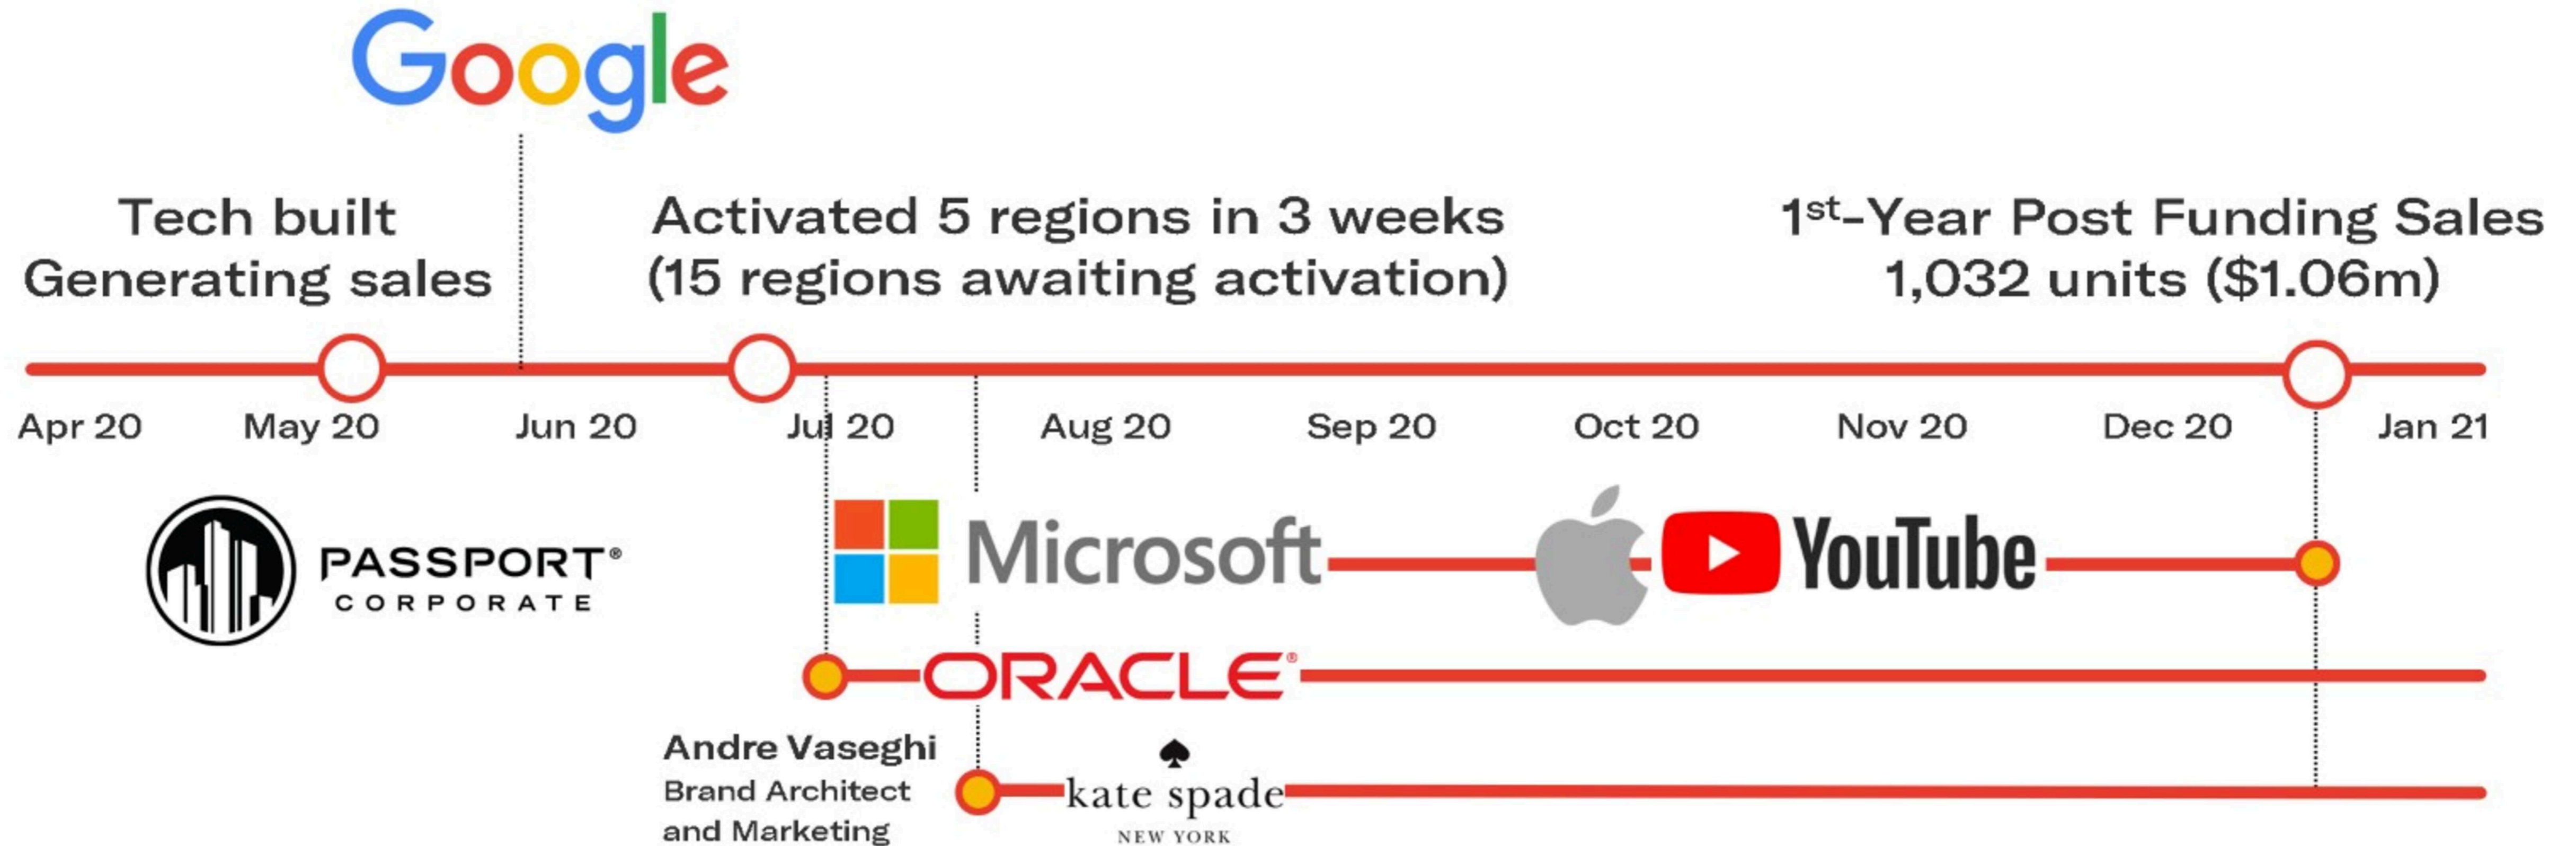 Google
Tech built
Generating sales
Activated 5 regions in 3 weeks
(15 regions awaiting activation)
1st-Year Post Funding Sales
1,032 units ($1.06m)
Apr 20
May 20
Jun 20
Jul 20
Aug 20
Sep 20
Oct 20
Nov 20
Dec 20
Jan 21
PASSPORT®
CORPORATE
Microsoft
YouTube
ORACLE®
Andre Vaseghi
Brand Architect
and Marketing
kate spade
NEW YORK